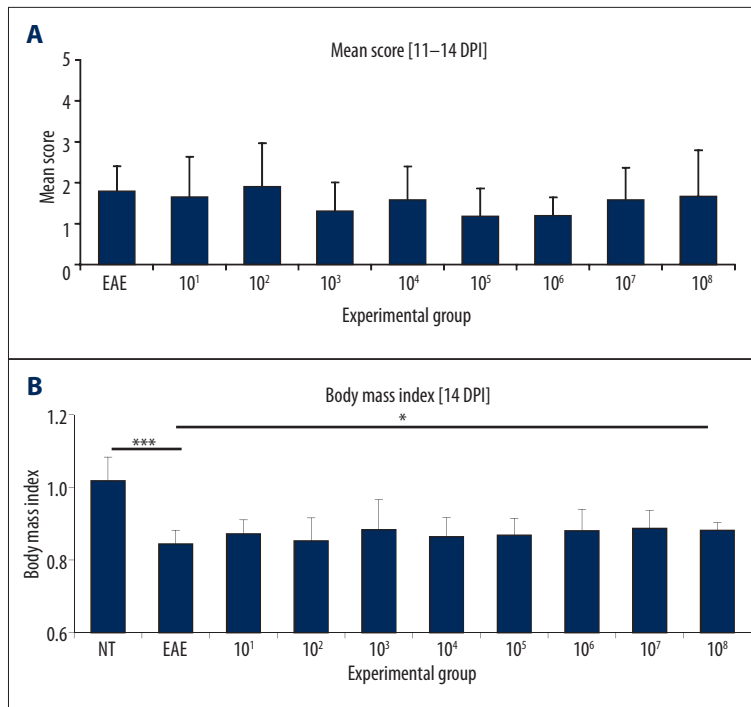 A
Mean score [11–14 DPI]
5
4
3
2
1
0
Mean score
EAE 10¹ 10² 10³ 10⁴ 10⁵ 10⁶ 10⁷ 10⁸
Experimental group
B
Body mass index [14 DPI]
1.2
1.0
0.8
0.6
Body mass index
***
*
NT EAE 10¹ 10² 10³ 10⁴ 10⁵ 10⁶ 10⁷ 10⁸
Experimental group